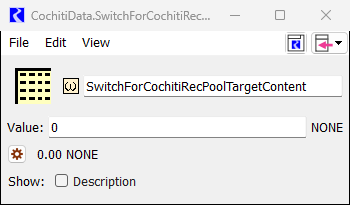 CochitiData.SwitchForCochitiRec...
File Edit View
ω SwitchForCochitiRecPoolTargetContent
Value: 0 NONE
0.00 NONE
Show: Description